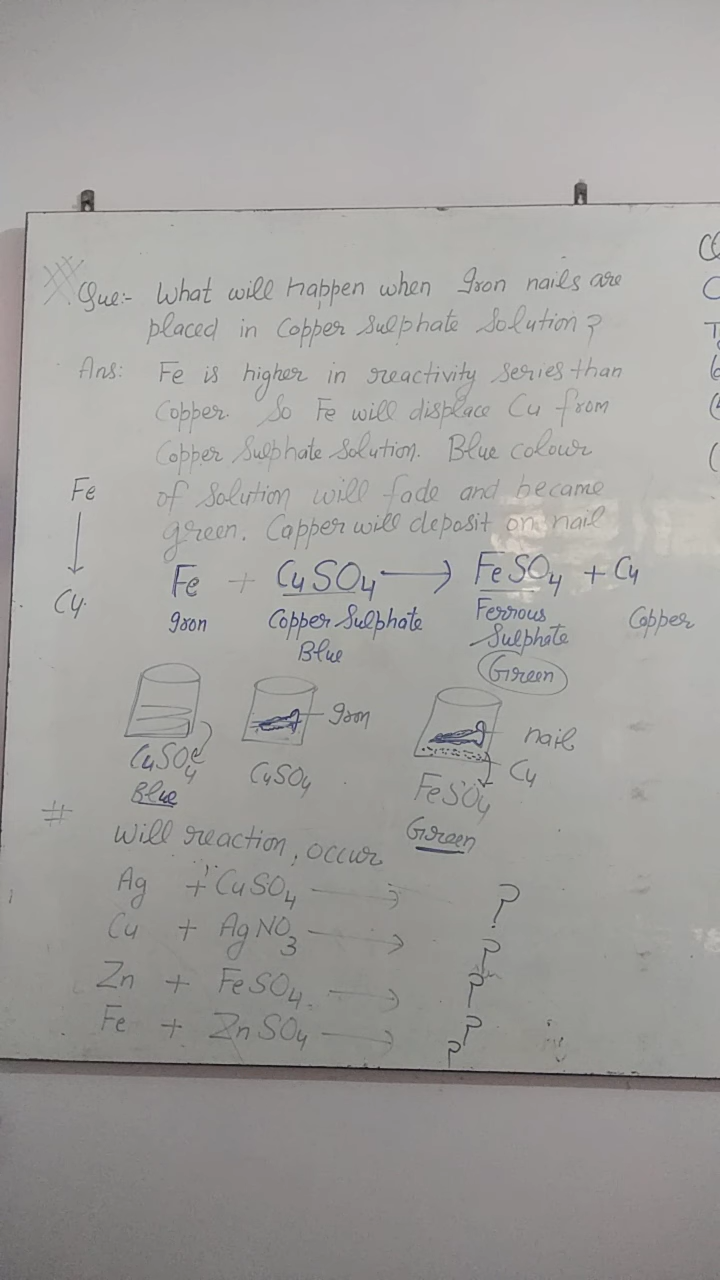 Que:- What will happen when Iron nails are
placed in Copper Sulphate Solution?
Ans: Fe is higher in reactivity series than
Copper. So Fe will displace Cu from
Copper Sulphate Solution. Blue colour
of Solution will fade and became
green. Capper will deposit on nail
Fe
Cu
Fe + CuSO4 → FeSO4 + Cu
Iron Copper Sulphate Ferrous Copper
Sulphate
Blue
Green
Iron
nail
Cu
CuSO4 CuSO4 FeSO4
Blue
Green
# will reaction, occur
Ag + CuSO4 → ?
Cu + AgNO3 → ?
Zn + FeSO4 → ?
Fe + ZnSO4 → ?
?